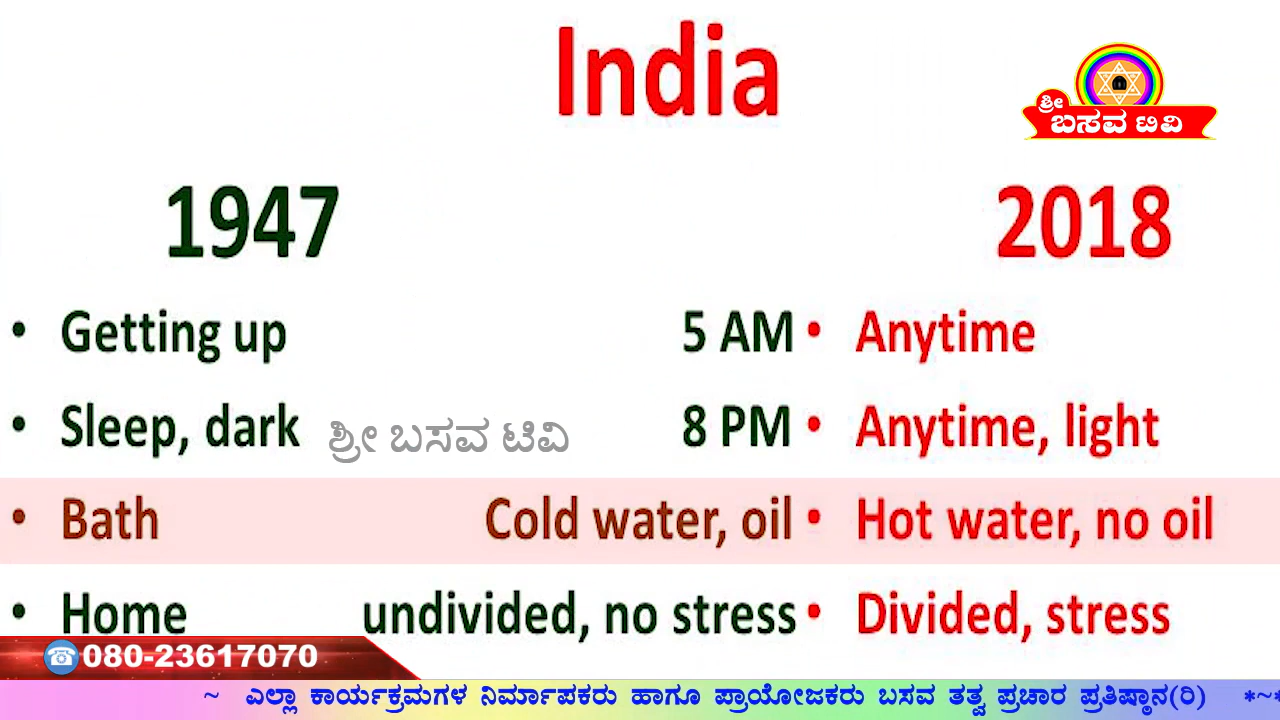 India
ಶ್ರೀ
ಬಸವ ಟಿವಿ
1947 2018
• Getting up 5 AM • Anytime
• Sleep, dark 8 PM • Anytime, light
ಶ್ರೀ ಬಸವ ಟಿವಿ
• Bath Cold water, oil • Hot water, no oil
• Home undivided, no stress • Divided, stress
☎080-23617070
~ ಎಲ್ಲಾ ಕಾರ್ಯಕ್ರಮಗಳ ನಿರ್ಮಾಪಕರು ಹಾಗೂ ಪ್ರಾಯೋಜಕರು ಬಸವ ತತ್ವ ಪ್ರಚಾರ ಪ್ರತಿಷ್ಠಾನ(ರಿ) *~*